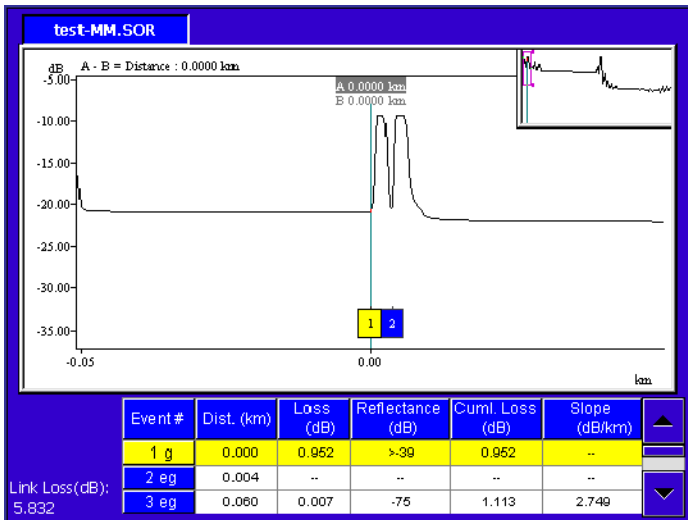 test-MM.SOR
dB A - B = Distance : 0.0000 km
A 0.0000 km
B 0.0000 km
-5.00
-10.00
-15.00
-20.00
-25.00
-30.00
-35.00
1 2
-0.05 0.00
km
Event # Dist. (km) Loss (dB) Reflectance (dB) Cuml. Loss (dB) Slope (dB/km)
1 g 0.000 0.952 >-39 0.952 --
2 eg 0.004 -- -- -- --
3 eg 0.060 0.007 -75 1.113 2.749
Link Loss(dB):
5.832